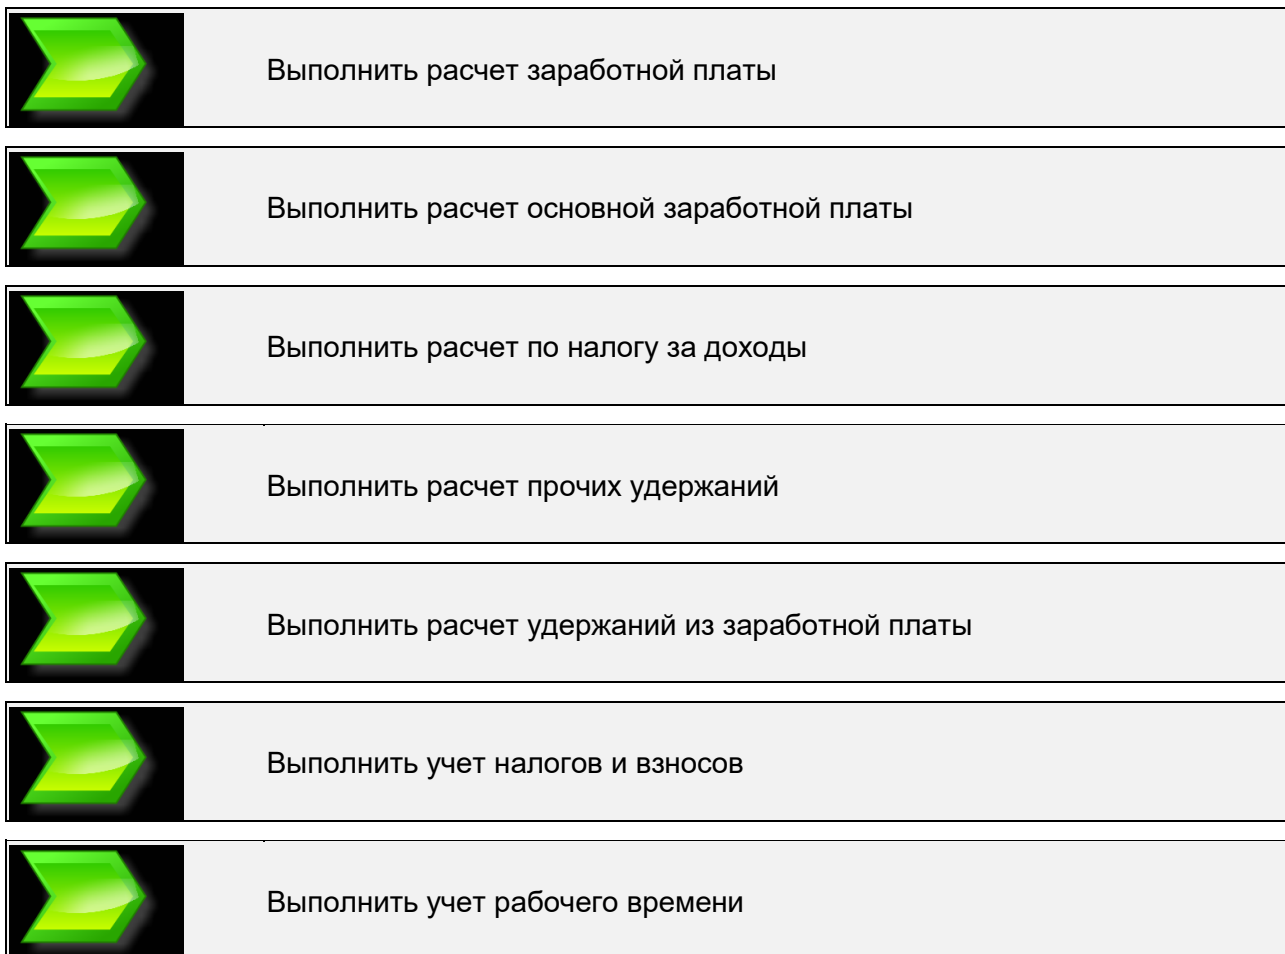 Выполнить расчет заработной платы
Выполнить расчет основной заработной платы
Выполнить расчет по налогу за доходы
Выполнить расчет прочих удержаний
Выполнить расчет удержаний из заработной платы
Выполнить учет налогов и взносов
Выполнить учет рабочего времени